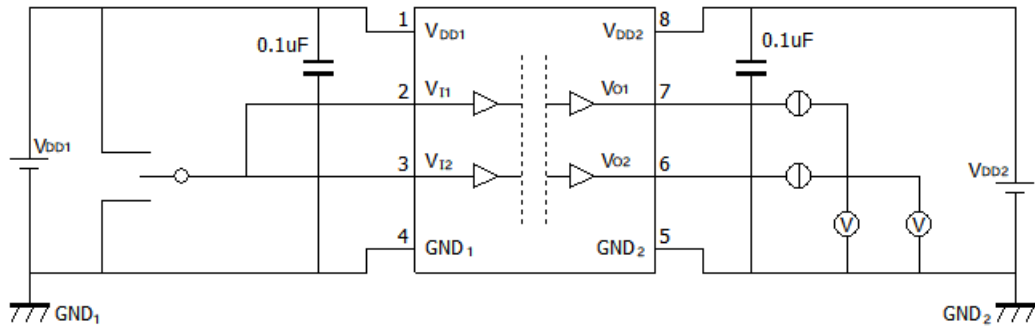 1
8
VDD1
VDD2
0.1uF
0.1uF
2
VI1
VO1
7
VDD1
3
VI2
VO2
6
VDD2
V
V
4
GND1
GND2
5
GND1
GND2